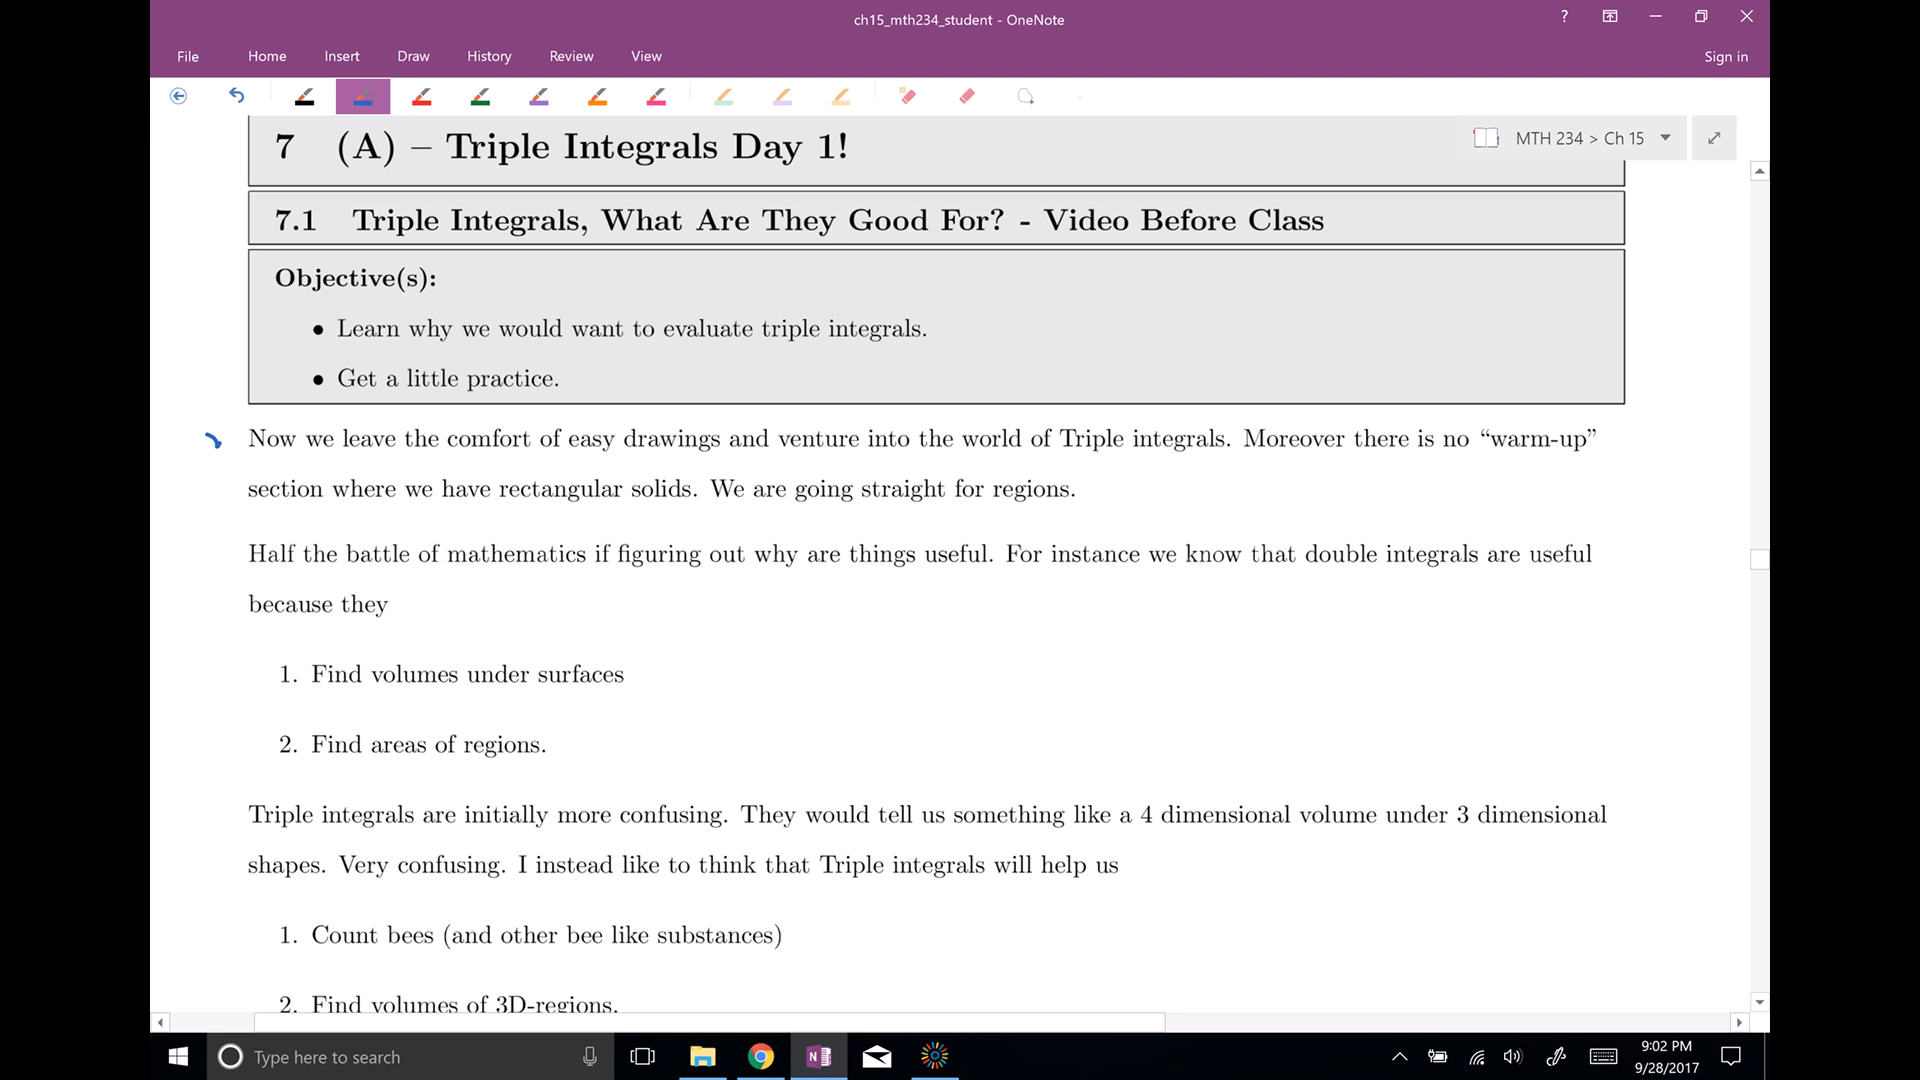 ch15_mth234_student - OneNote
?
File Home Insert Draw History Review View Sign in
7 (A) – Triple Integrals Day 1!
MTH 234 > Ch 15
7.1 Triple Integrals, What Are They Good For? - Video Before Class
Objective(s):
• Learn why we would want to evaluate triple integrals.
• Get a little practice.
Now we leave the comfort of easy drawings and venture into the world of Triple integrals. Moreover there is no “warm-up”
section where we have rectangular solids. We are going straight for regions.
Half the battle of mathematics if figuring out why are things useful. For instance we know that double integrals are useful
because they
1. Find volumes under surfaces
2. Find areas of regions.
Triple integrals are initially more confusing. They would tell us something like a 4 dimensional volume under 3 dimensional
shapes. Very confusing. I instead like to think that Triple integrals will help us
1. Count bees (and other bee like substances)
2. Find volumes of 3D-regions.
Type here to search
N
9:02 PM
9/28/2017